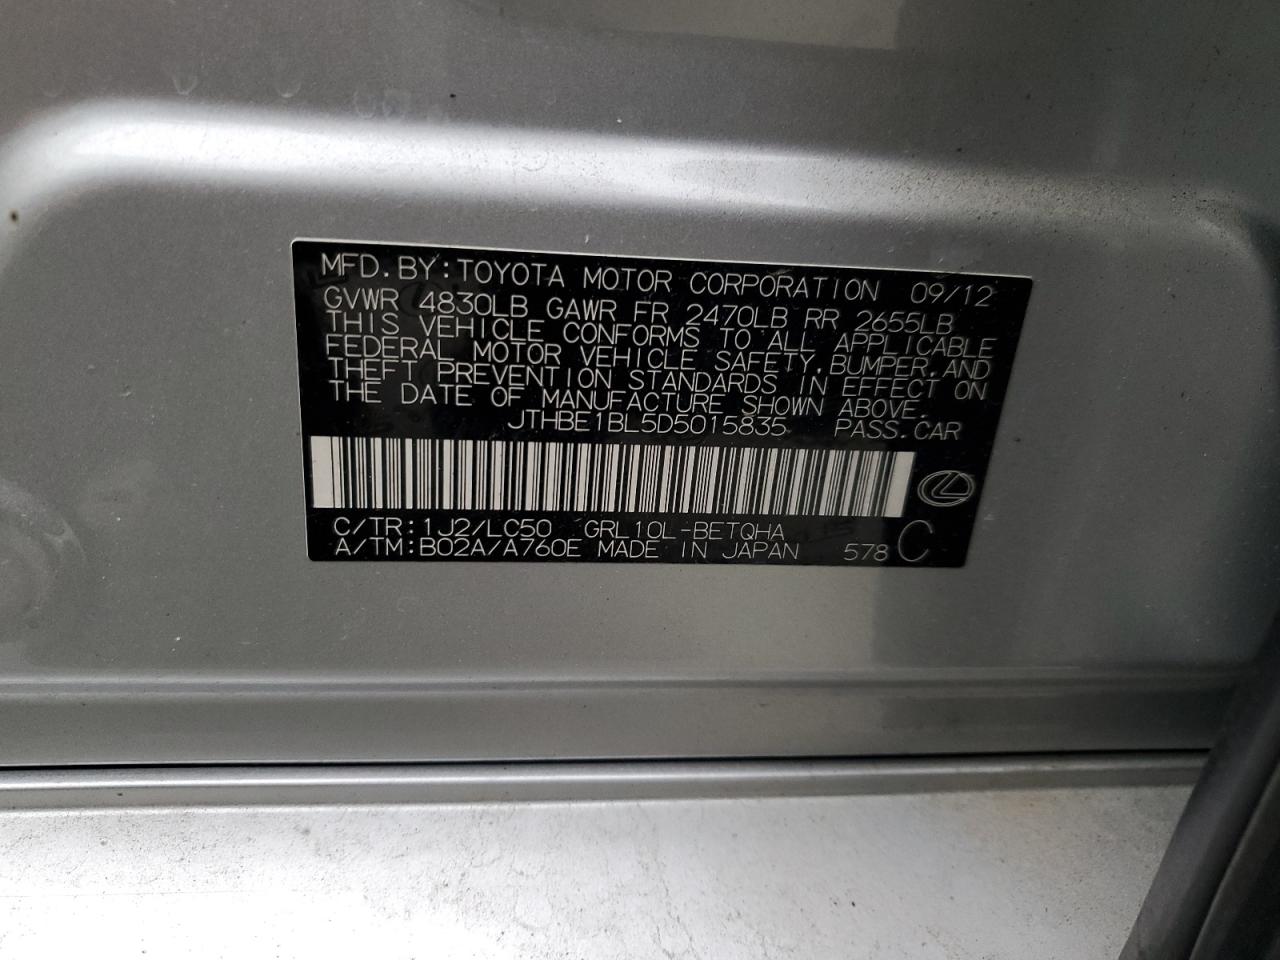 MFD. BY: TOYOTA MOTOR CORPORATION 09/12
GVWR 4830LB GAWR FR 2470LB RR 2655LB
THIS VEHICLE CONFORMS TO ALL APPLICABLE
FEDERAL MOTOR VEHICLE SAFETY, BUMPER, AND
THEFT PREVENTION STANDARDS IN EFFECT ON
THE DATE OF MANUFACTURE SHOWN ABOVE.
JTHBE1BL5D5015835 PASS. CAR
C/TR: 1J2/LC50 GRL10L-BETQHA
A/TM: B02A/A760E MADE IN JAPAN 578 C